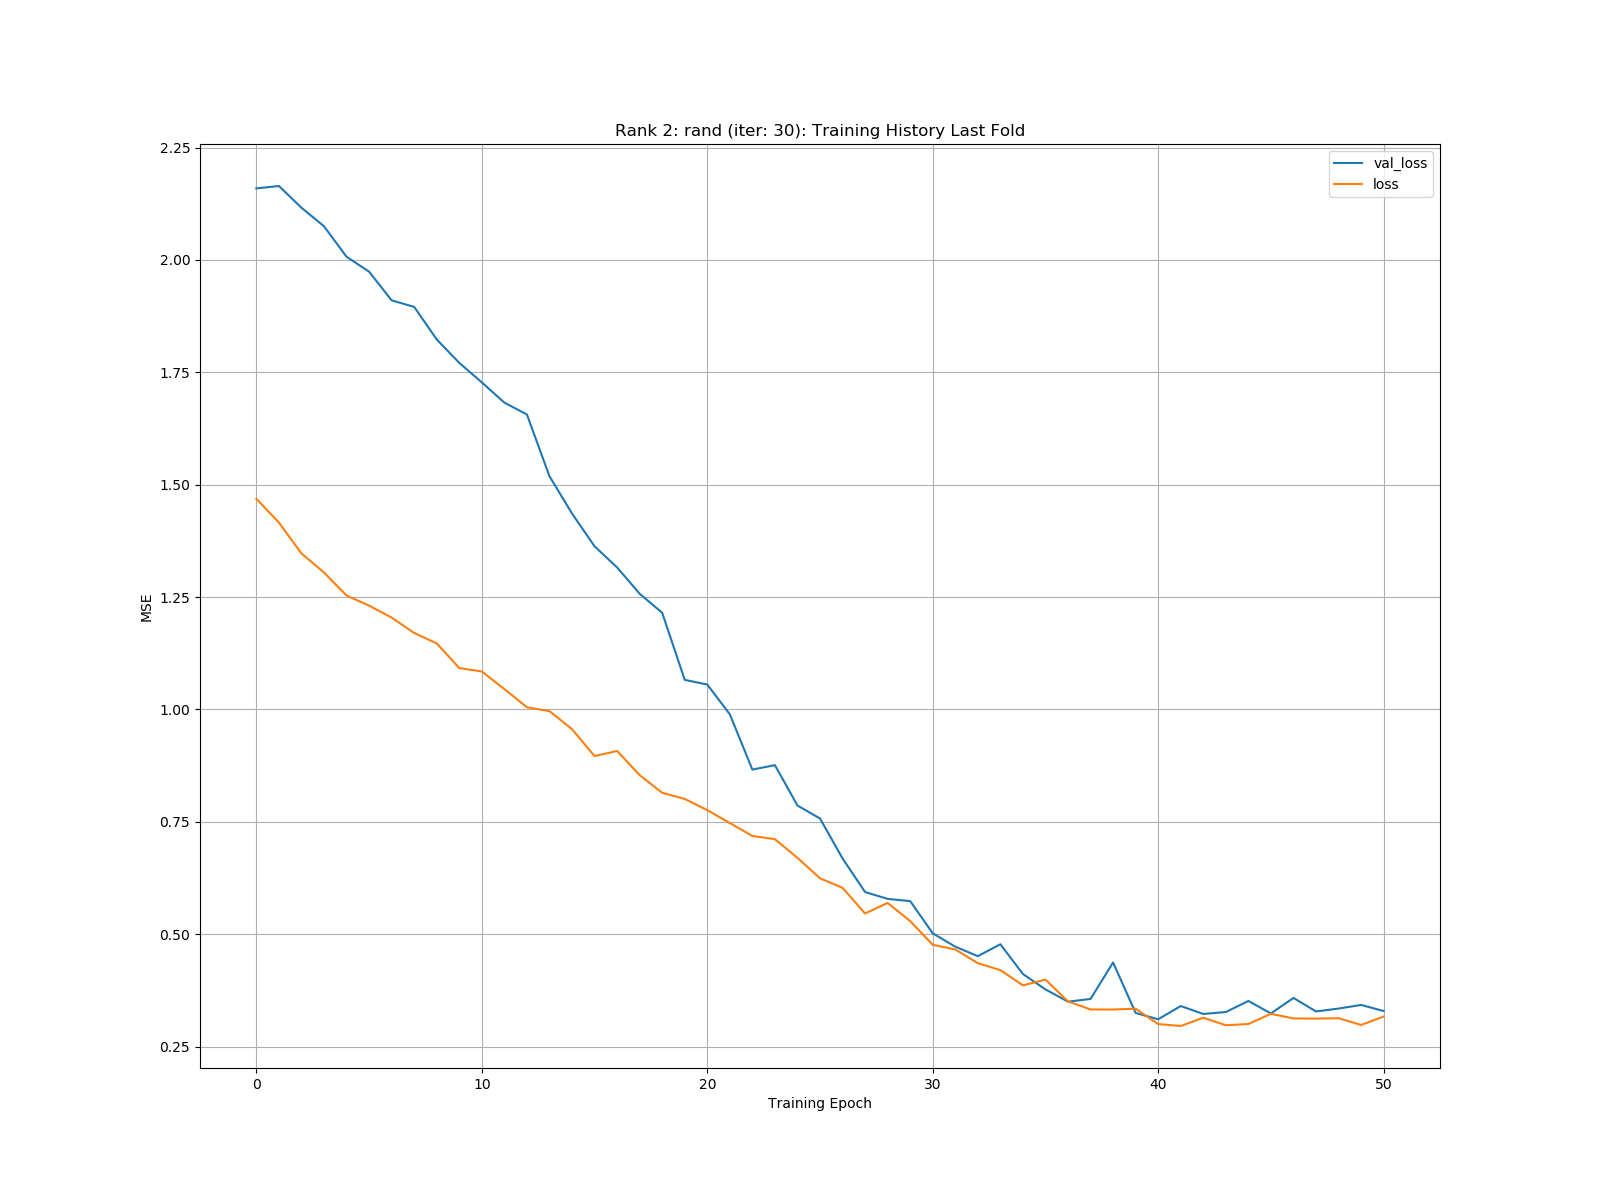 Rank 2: rand (iter: 30): Training History Last Fold
2.25
2.00
1.75
1.50
1.25
1.00
0.75
0.50
0.25
MSE
val_loss
loss
0 10 20 30 40 50
Training Epoch